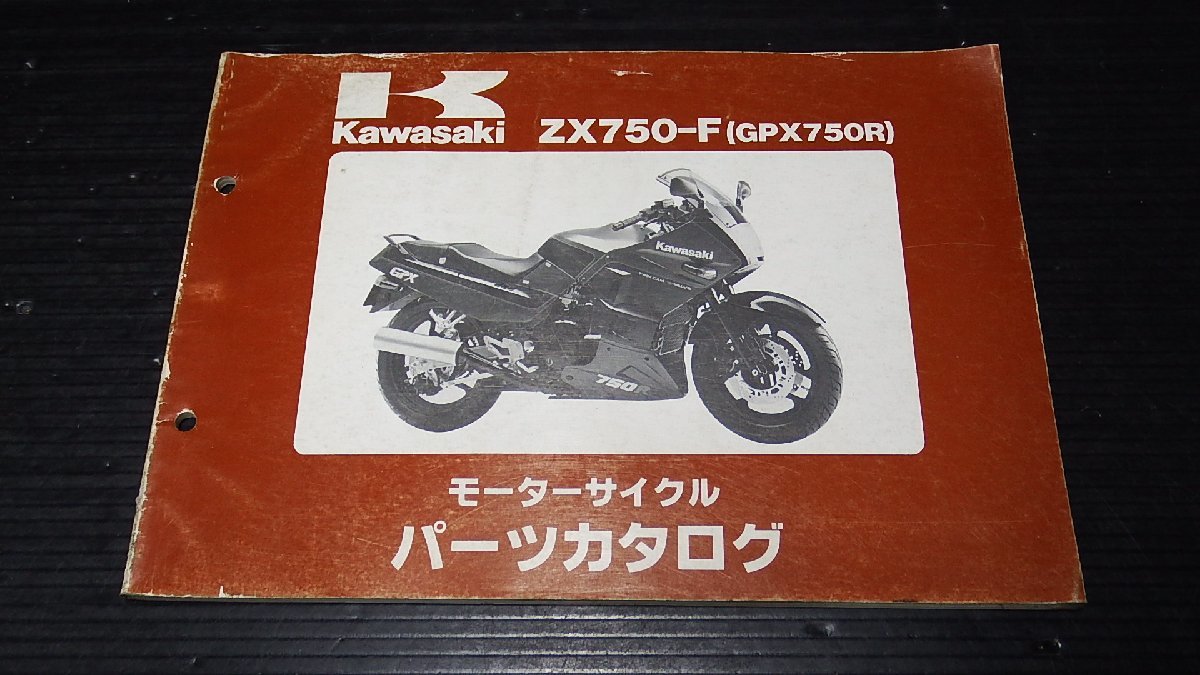 Kawasaki ZX750-F (GPX750R)
Kawasaki
GPX
750R
モーターサイクル
パーツカタログ